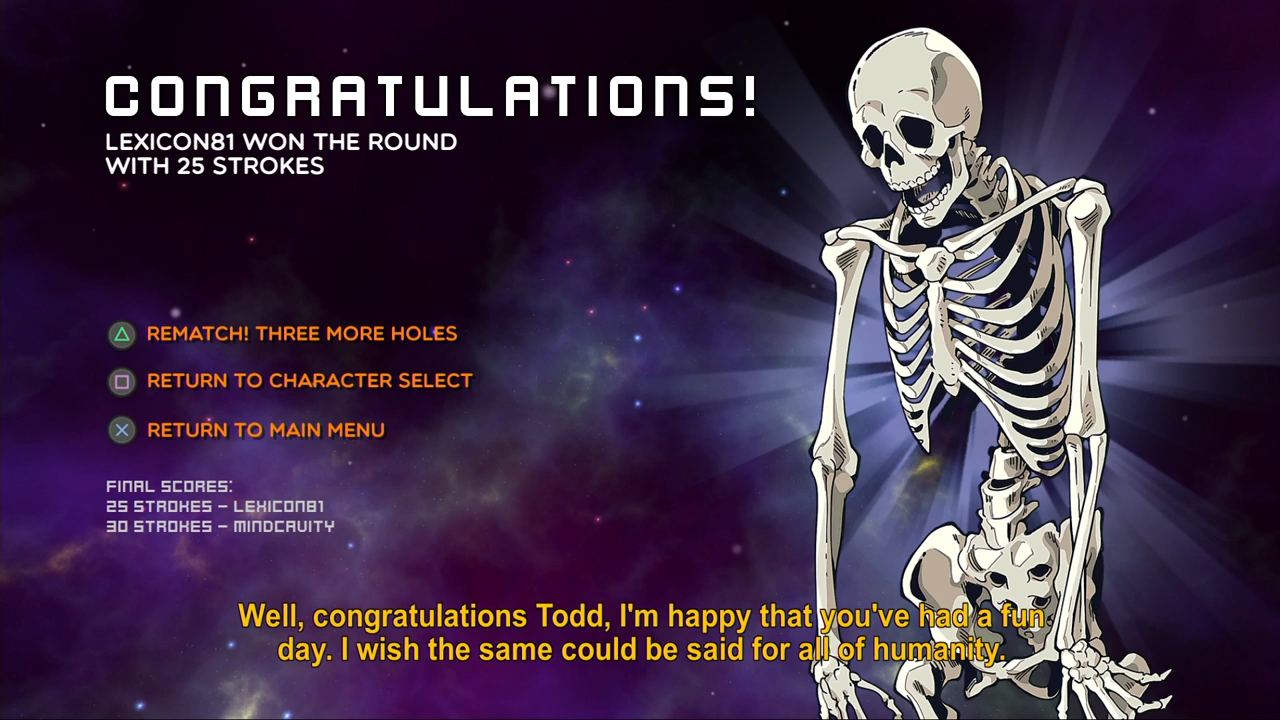 CONGRATULATIONS!
LEXICON81 WON THE ROUND
WITH 25 STROKES
REMATCH! THREE MORE HOLES
RETURN TO CHARACTER SELECT
RETURN TO MAIN MENU
FINAL SCORES:
25 STROKES - LEXICON81
30 STROKES - MINDCAVITY
Well, congratulations Todd, I'm happy that you've had a fun
day. I wish the same could be said for all of humanity.